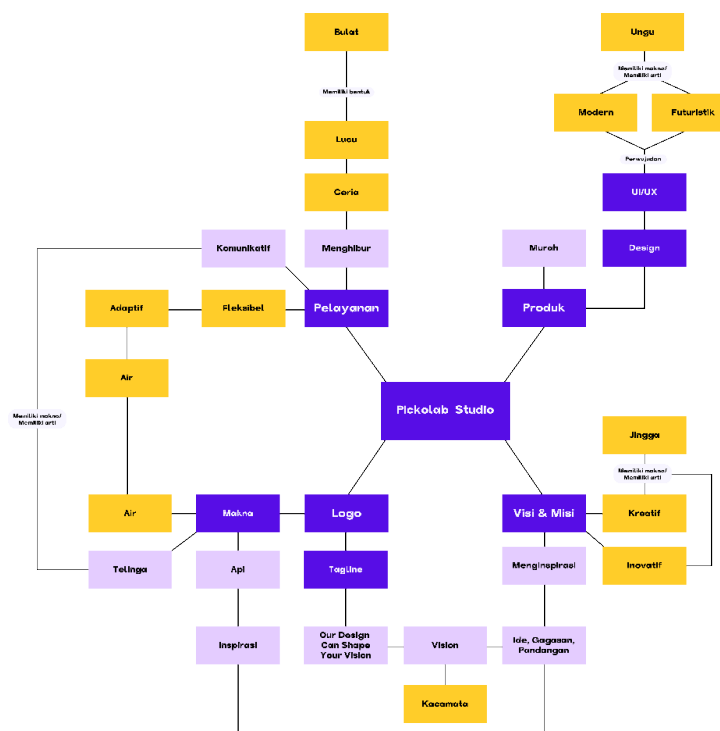 Bulat
Ungu
Memiliki makna/
Memiliki arti
Memiliki bentuk
Modern
Futuristik
Lucu
Perwujudan
Ceria
UI/UX
Komunikatif
Menghibur
Murah
Design
Adaptif
Fleksibel
Pelayanan
Produk
Air
Pickolab Studio
Memiliki makna/
Memiliki arti
Jingga
Memiliki makna/
Memiliki arti
Air
Makna
Logo
Visi & Misi
Kreatif
Telinga
Api
Tagline
Menginspirasi
Inovatif
Inspirasi
Our Design
Can Shape
Your Vision
Vision
Ide, Gagasan,
Pandangan
Kacamata